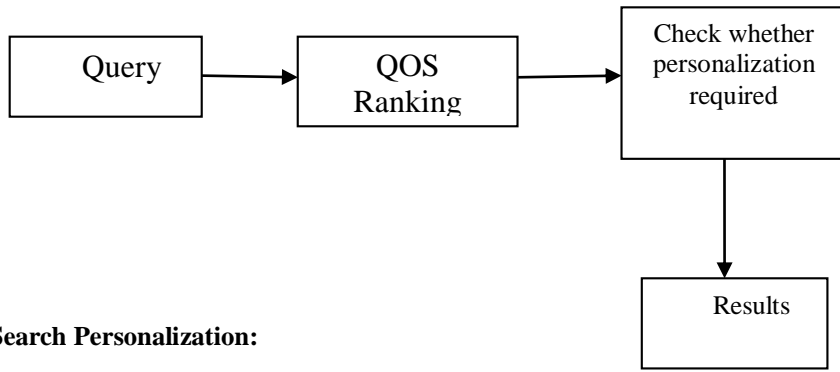 Query
QOS
Ranking
Check whether
personalization
required
Results
Search Personalization: